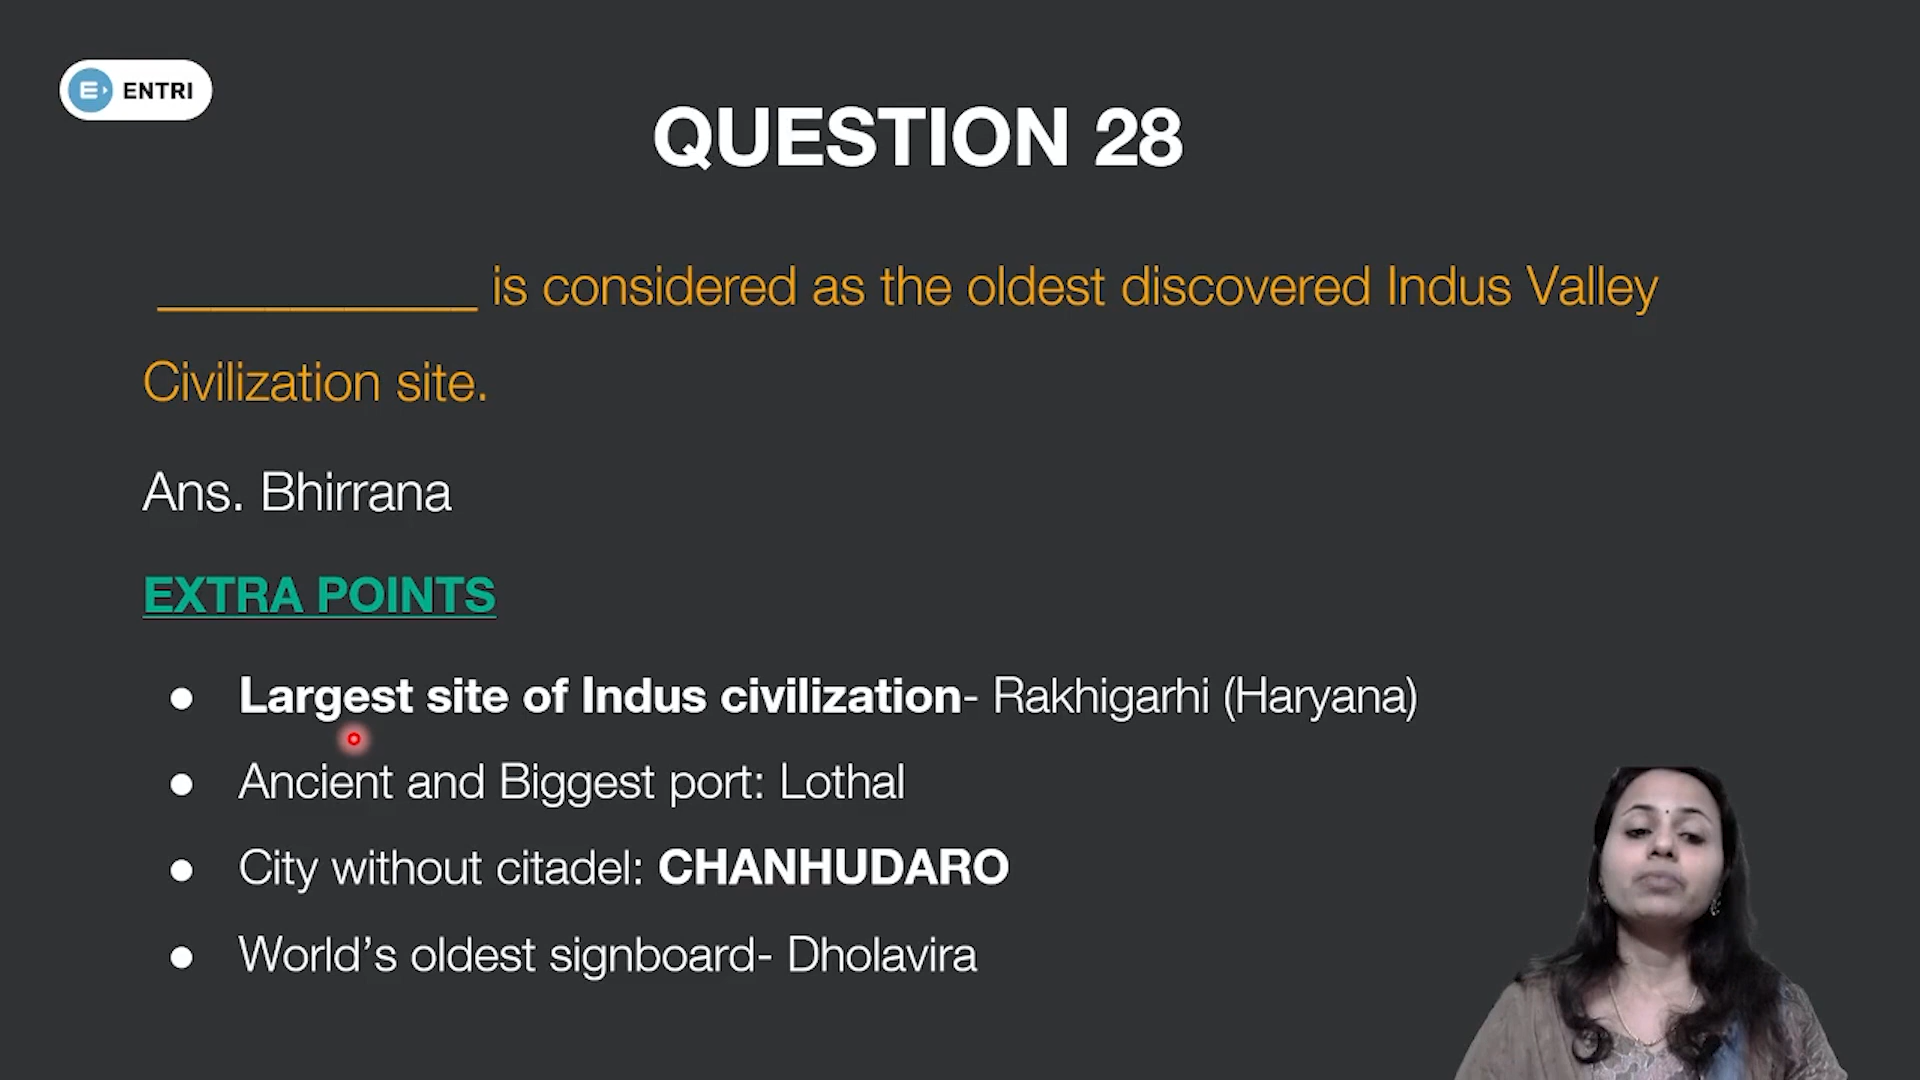 ENTRI
QUESTION 28
____________ is considered as the oldest discovered Indus Valley
Civilization site.
Ans. Bhirrana
EXTRA POINTS
● Largest site of Indus civilization- Rakhigarhi (Haryana)
● Ancient and Biggest port: Lothal
● City without citadel: CHANHUDARO
● World’s oldest signboard- Dholavira